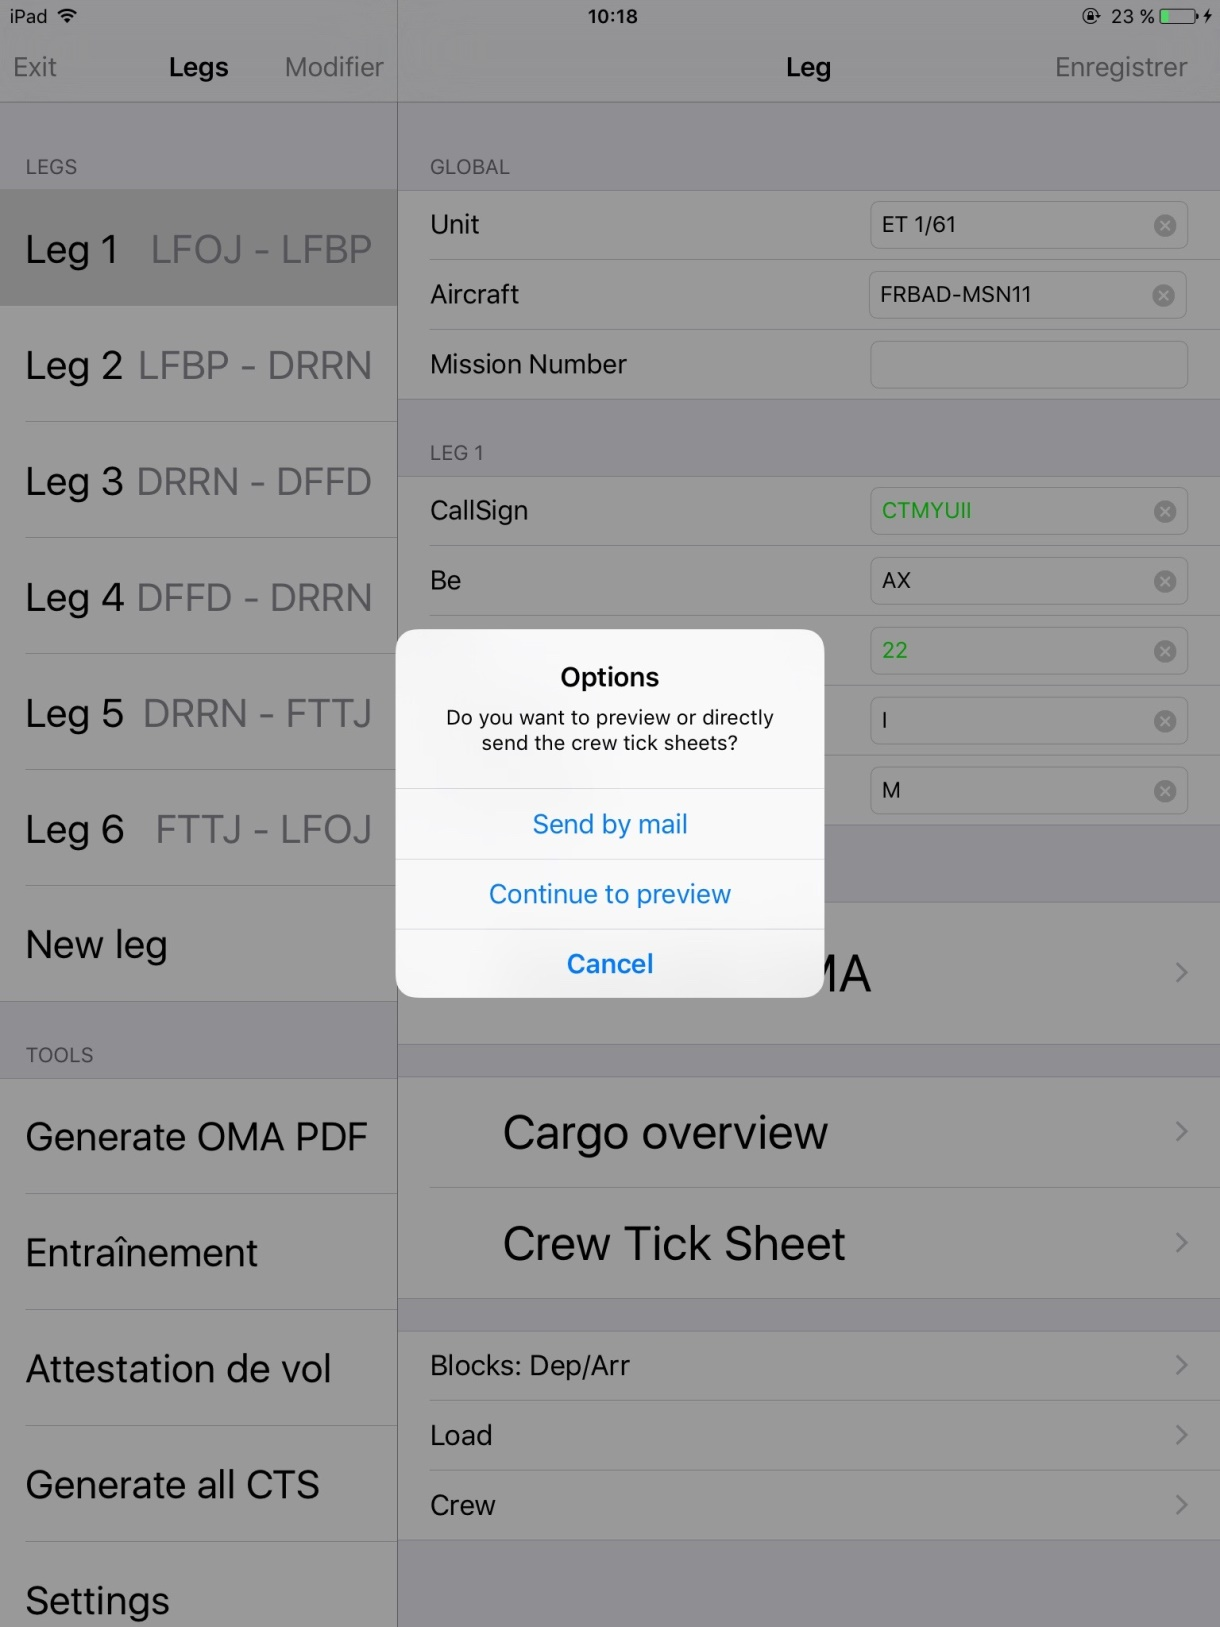 iPad 10:18 23 %
Exit Legs Modifier
Leg Enregistrer
LEGS
Leg 1 LFOJ - LFBP
Leg 2 LFBP - DRRN
Leg 3 DRRN - DFFD
Leg 4 DFFD - DRRN
Leg 5 DRRN - FTTJ
Leg 6 FTTJ - LFOJ
New leg
TOOLS
Generate OMA PDF
Entraînement
Attestation de vol
Generate all CTS
Settings
GLOBAL
Unit ET 1/61
Aircraft FRBAD-MSN11
Mission Number
LEG 1
CallSign CTMYUII
Be AX
22
I
M
Options
Do you want to preview or directly
send the crew tick sheets?
Send by mail
Continue to preview
Cancel
MA
Cargo overview
Crew Tick Sheet
Blocks: Dep/Arr
Load
Crew